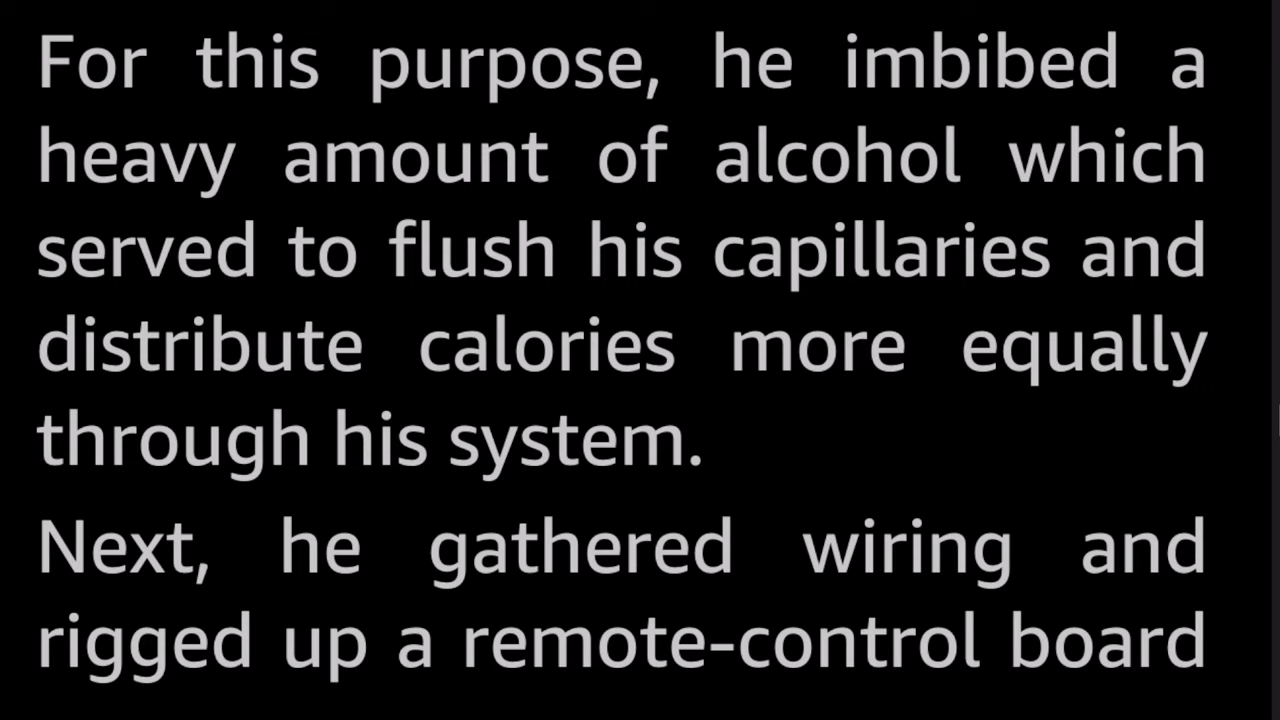 For this purpose, he imbibed a
heavy amount of alcohol which
served to flush his capillaries and
distribute calories more equally
through his system.
Next, he gathered wiring and
rigged up a remote-control board